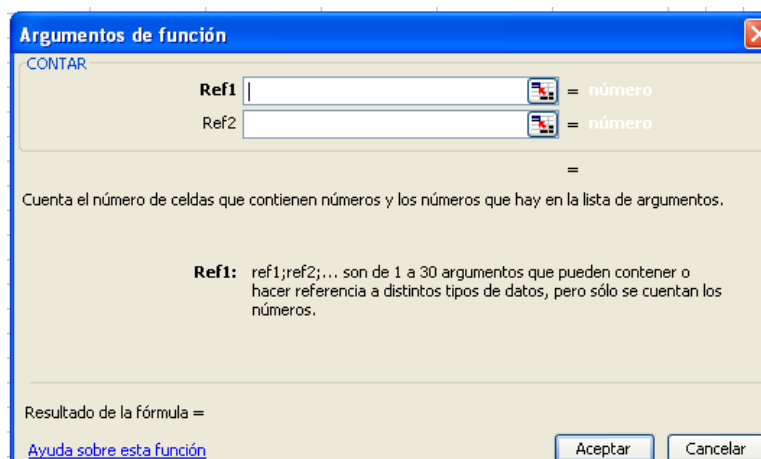 Argumentos de función
CONTAR
Ref1 = número
Ref2 = número
=
Cuenta el número de celdas que contienen números y los números que hay en la lista de argumentos.
Ref1: ref1;ref2;... son de 1 a 30 argumentos que pueden contener o
hacer referencia a distintos tipos de datos, pero sólo se cuentan los
números.
Resultado de la fórmula =
Ayuda sobre esta función Aceptar Cancelar